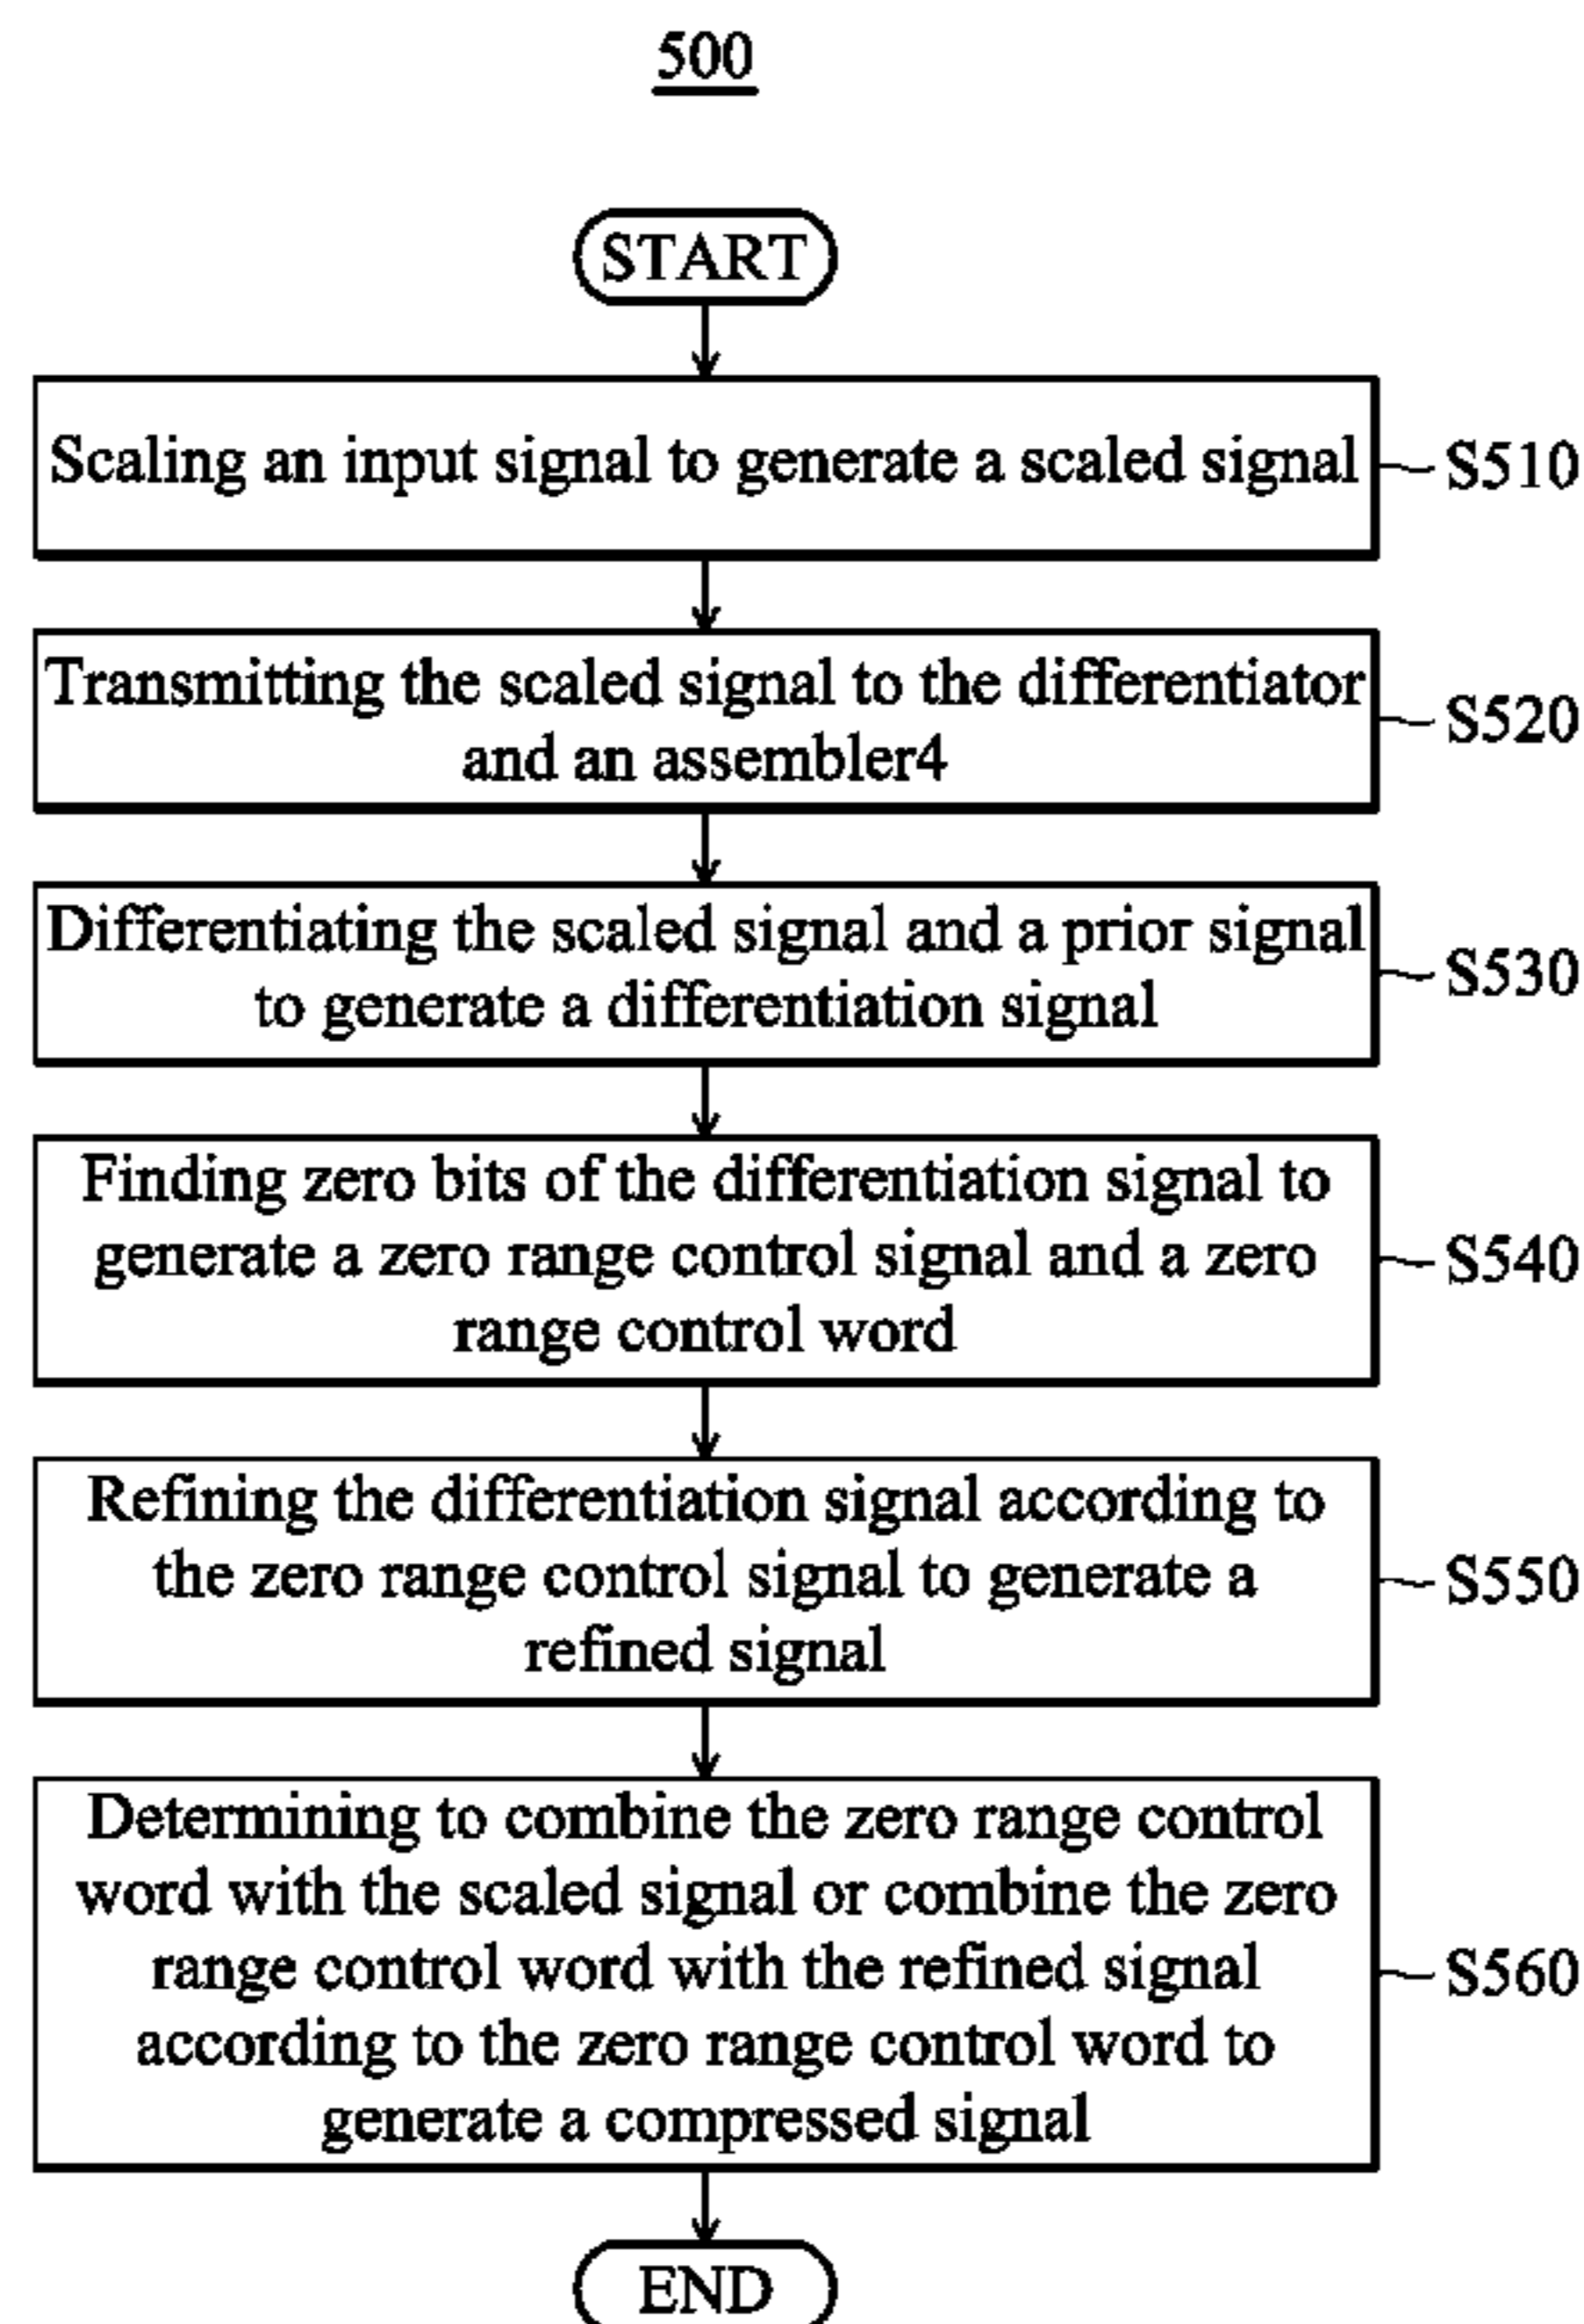 500
START
Scaling an input signal to generate a scaled signal
S510
Transmitting the scaled signal to the differentiator
and an assembler4
S520
Differentiating the scaled signal and a prior signal
to generate a differentiation signal
S530
Finding zero bits of the differentiation signal to
generate a zero range control signal and a zero
range control word
S540
Refining the differentiation signal according to
the zero range control signal to generate a
refined signal
S550
Determining to combine the zero range control
word with the scaled signal or combine the zero
range control word with the refined signal
according to the zero range control word to
generate a compressed signal
S560
END